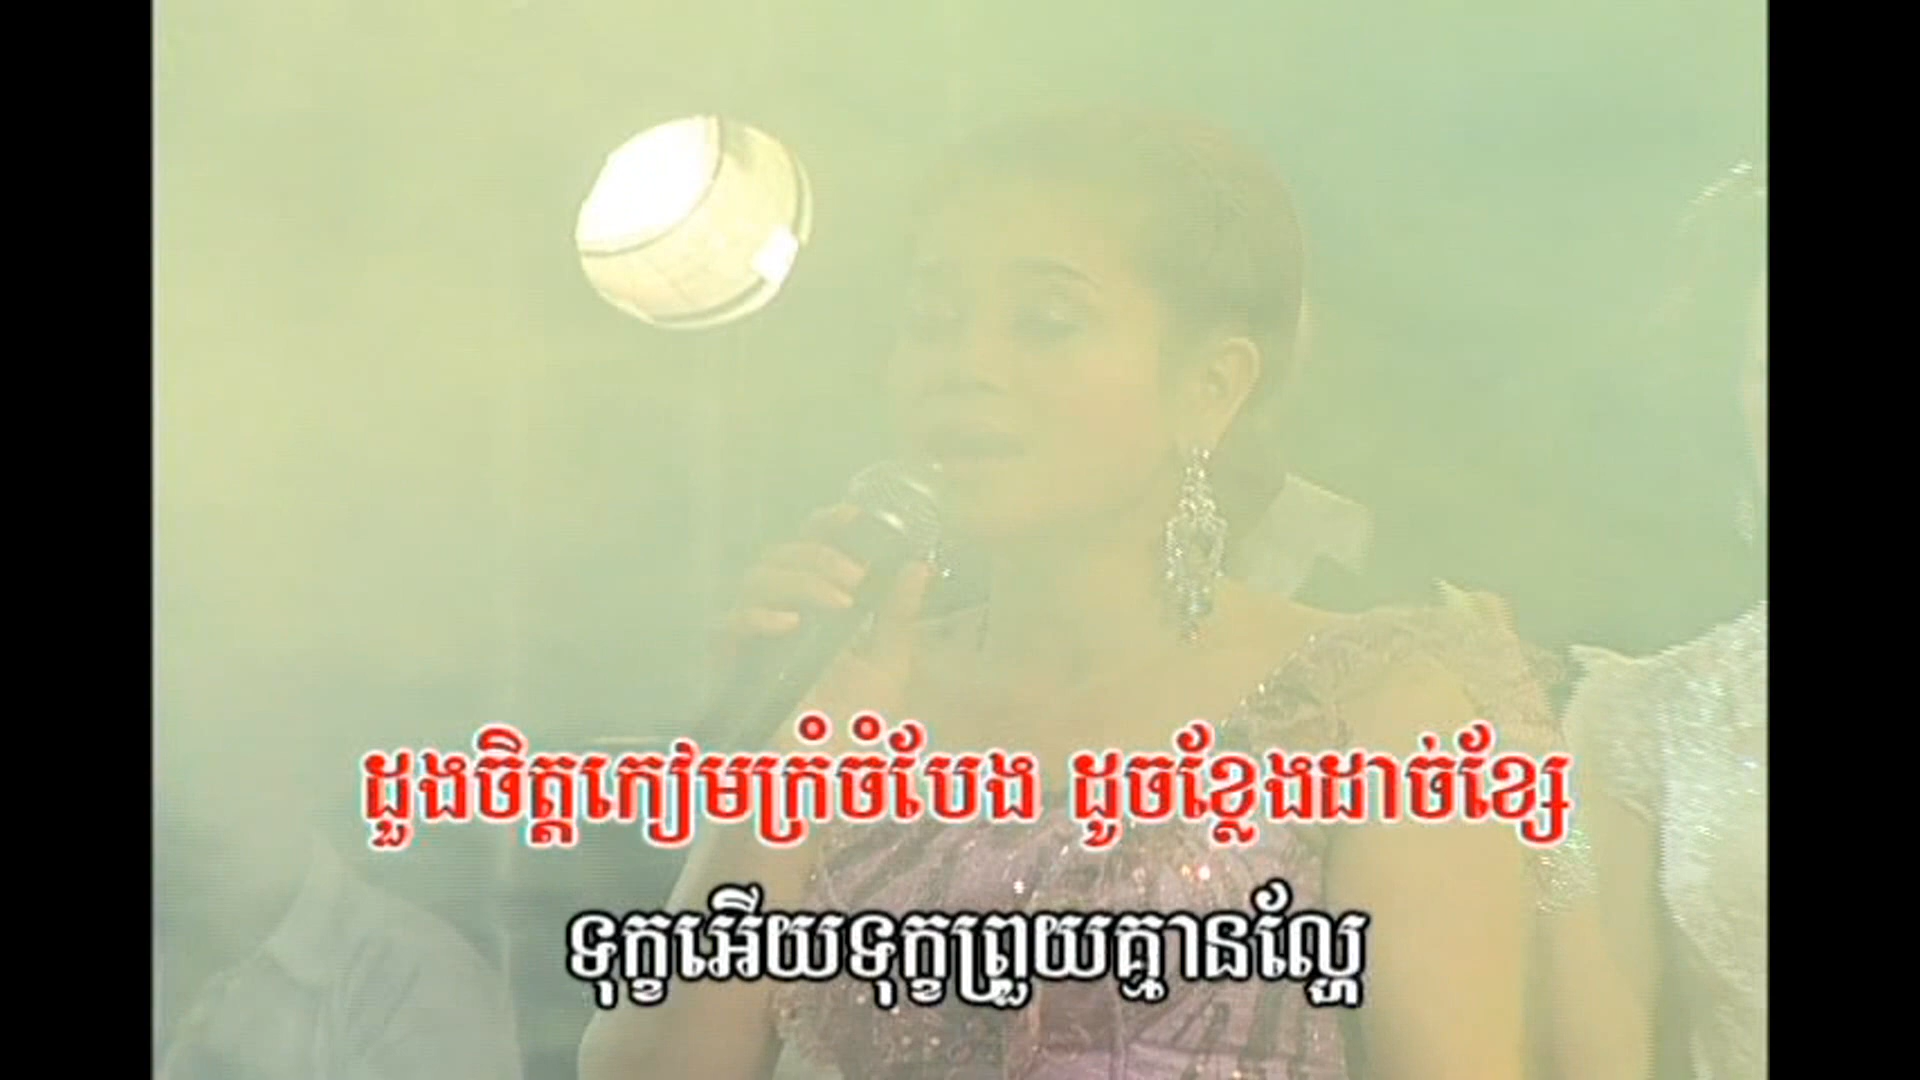 ដួងចិត្តកៀមក្រំចំបែង ដូចខ្លែងដាច់ខ្សែ
ទុក្ខអើយទុក្ខព្រួយគ្មានល្ហែ